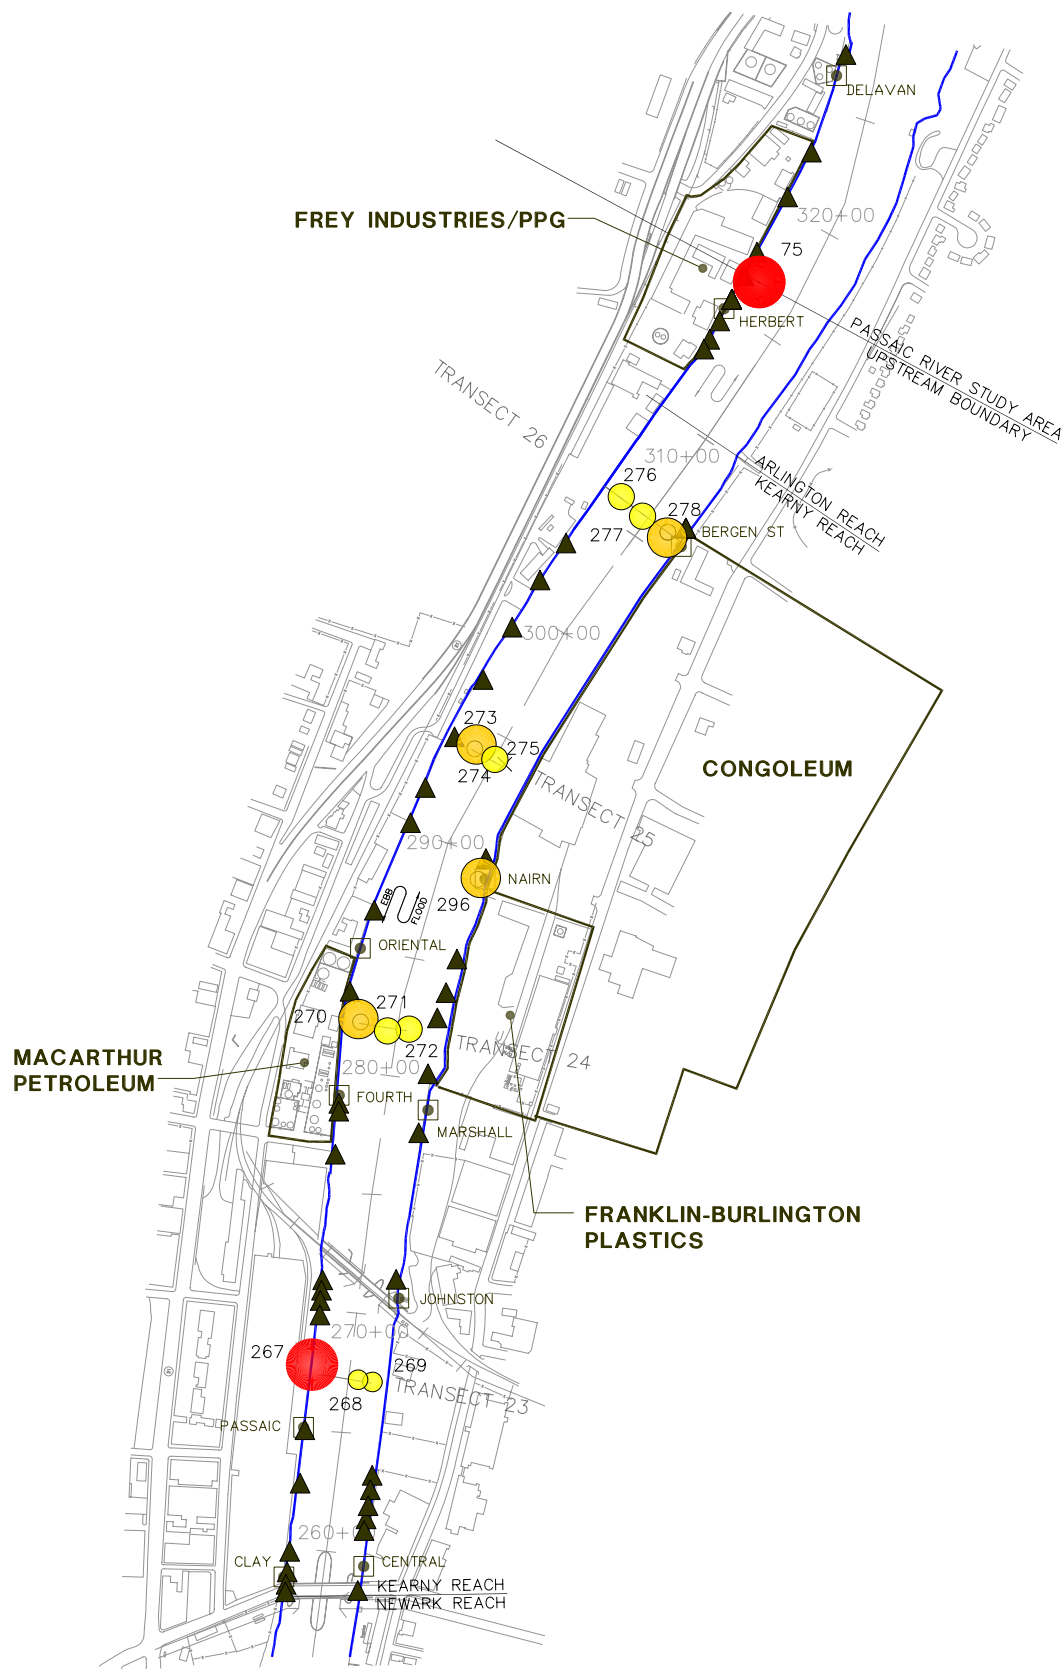 DELAVAN
320+00
FREY INDUSTRIES/PPG
75
HERBERT
PASSAIC RIVER STUDY AREA
UPSTREAM BOUNDARY
TRANSECT 26
310+00
ARLINGTON REACH
KEARNY REACH
276
278
277
BERGEN ST
300+00
273
275
274
CONGOLEUM
TRANSECT 25
290+00
NAIRN
EBB
FLOOD
296
ORIENTAL
271
270
272
TRANSECT 24
MACARTHUR
PETROLEUM
280+00
FOURTH
MARSHALL
FRANKLIN-BURLINGTON
PLASTICS
JOHNSTON
270+00
267
269
268
TRANSECT 23
PASSAIC
260+0
CLAY
CENTRAL
KEARNY REACH
NEWARK REACH